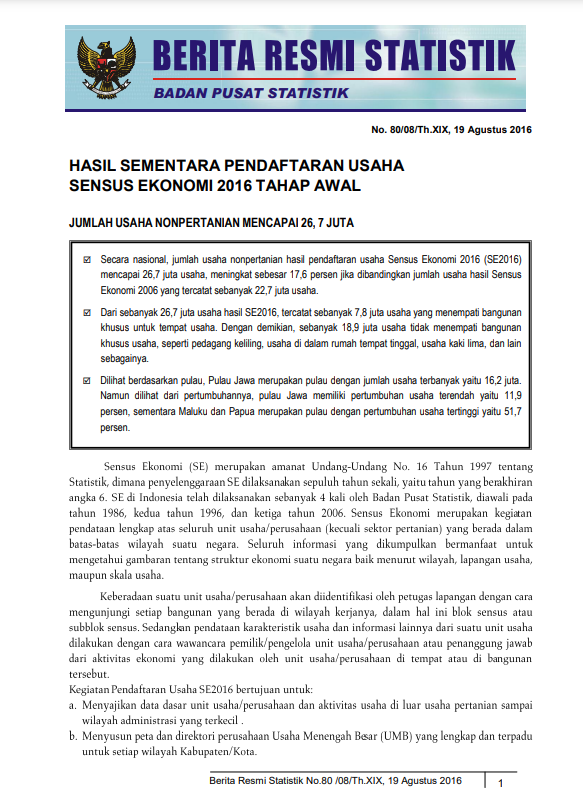 BERITA RESMI STATISTIK
BADAN PUSAT STATISTIK
No. 80/08/Th.XIX, 19 Agustus 2016
HASIL SEMENTARA PENDAFTARAN USAHA
SENSUS EKONOMI 2016 TAHAP AWAL
JUMLAH USAHA NONPERTANIAN MENCAPAI 26, 7 JUTA
Secara nasional, jumlah usaha nonpertanian hasil pendaftaran usaha Sensus Ekonomi 2016 (SE2016)
mencapai 26,7 juta usaha, meningkat sebesar 17,6 persen jika dibandingkan jumlah usaha hasil Sensus
Ekonomi 2006 yang tercatat sebanyak 22,7 juta usaha.
Dari sebanyak 26,7 juta usaha hasil SE2016, tercatat sebanyak 7,8 juta usaha yang menempati bangunan
khusus untuk tempat usaha. Dengan demikian, sebanyak 18,9 juta usaha tidak menempati bangunan
khusus usaha, seperti pedagang keliling, usaha di dalam rumah tempat tinggal, usaha kaki lima, dan lain
sebagainya.
Dilihat berdasarkan pulau, Pulau Jawa merupakan pulau dengan jumlah usaha terbanyak yaitu 16,2 juta.
Namun dilihat dari pertumbuhannya, pulau Jawa memiliki pertumbuhan usaha terendah yaitu 11,9
persen, sementara Maluku dan Papua merupakan pulau dengan pertumbuhan usaha tertinggi yaitu 51,7
persen.
Sensus Ekonomi (SE) merupakan amanat Undang-Undang No. 16 Tahun 1997 tentang
Statistik, dimana penyelenggaraan SE dilaksanakan sepuluh tahun sekali, yaitu tahun yang berakhiran
angka 6. SE di Indonesia telah dilaksanakan sebanyak 4 kali oleh Badan Pusat Statistik, diawali pada
tahun 1986, kedua tahun 1996, dan ketiga tahun 2006. Sensus Ekonomi merupakan kegiatan
pendataan lengkap atas seluruh unit usaha/perusahaan (kecuali sektor pertanian) yang berada dalam
batas-batas wilayah suatu negara. Seluruh informasi yang dikumpulkan bermanfaat untuk
mengetahui gambaran tentang struktur ekonomi suatu negara baik menurut wilayah, lapangan usaha,
maupun skala usaha.
Keberadaan suatu unit usaha/perusahaan akan diidentifikasi oleh petugas lapangan dengan cara
mengunjungi setiap bangunan yang berada di wilayah kerjanya, dalam hal ini blok sensus atau
subblok sensus. Sedangkan pendataan karakteristik usaha dan informasi lainnya dari suatu unit usaha
dilakukan dengan cara wawancara pemilik/pengelola unit usaha/perusahaan atau penanggung jawab
dari aktivitas ekonomi yang dilakukan oleh unit usaha/perusahaan di tempat atau di bangunan
tersebut.
Kegiatan Pendaftaran Usaha SE2016 bertujuan untuk:
a. Menyajikan data dasar unit usaha/perusahaan dan aktivitas usaha di luar usaha pertanian sampai
wilayah administrasi yang terkecil .
b. Menyusun peta dan direktori perusahaan Usaha Menengah Besar (UMB) yang lengkap dan terpadu
untuk setiap wilayah Kabupaten/Kota.
Berita Resmi Statistik No.80 /08/Th.XIX, 19 Agustus 2016 1